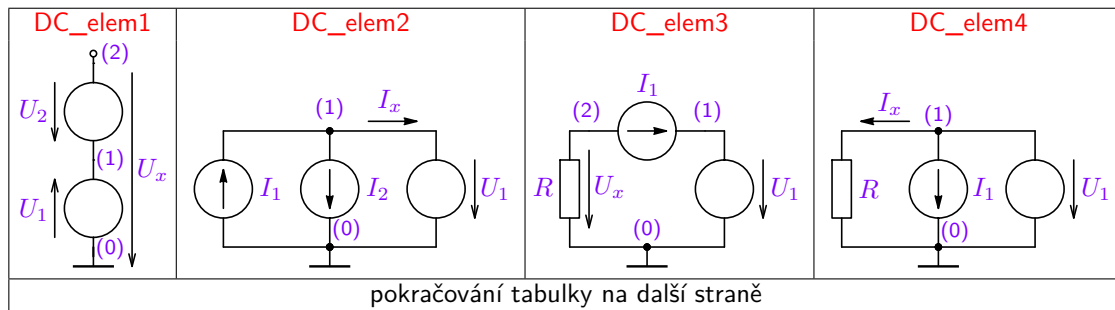 DC_elem1 DC_elem2 DC_elem3 DC_elem4
(2)
U₂
(1)
Uₓ
U₁
(0)
(1)
Iₓ
I₁
I₂
U₁
(0)
I₁
(2)
(1)
R
Uₓ
U₁
(0)
Iₓ
(1)
R
I₁
U₁
(0)
pokračování tabulky na další straně